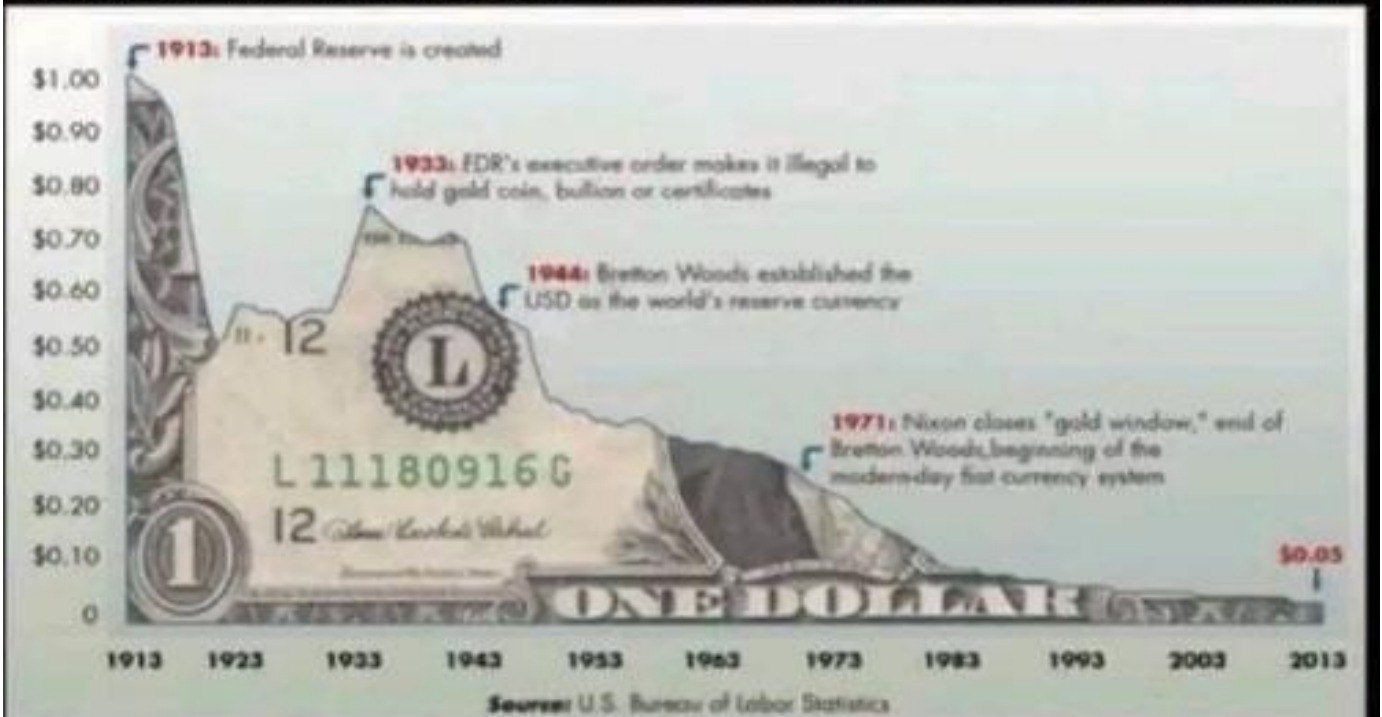 1913: Federal Reserve is created
$1.00
$0.90
$0.80
$0.70
$0.60
$0.50
$0.40
$0.30
$0.20
$0.10
0
1933: FDR's executive order makes it illegal to
hold gold coin, bullion or certificates
1944: Bretton Woods established the
USD as the world's reserve currency
1971: Nixon closes "gold window," end of
Bretton Woods,beginning of the
modern-day fiat currency system
$0.05
12
L
L11180916G
12
1
ONE DOLLAR
1913 1923 1933 1943 1953 1963 1973 1983 1993 2003 2013
Source: U.S. Bureau of Labor Statistics